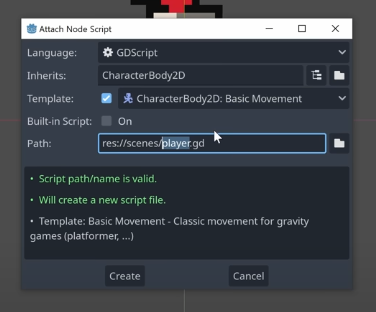 Attach Node Script
Language: GDScript
Inherits: CharacterBody2D
Template: CharacterBody2D: Basic Movement
Built-in Script: On
Path: res://scenes/player.gd
• Script path/name is valid.
• Will create a new script file.
• Template: Basic Movement - Classic movement for gravity
games (platformer, ...)
Create Cancel